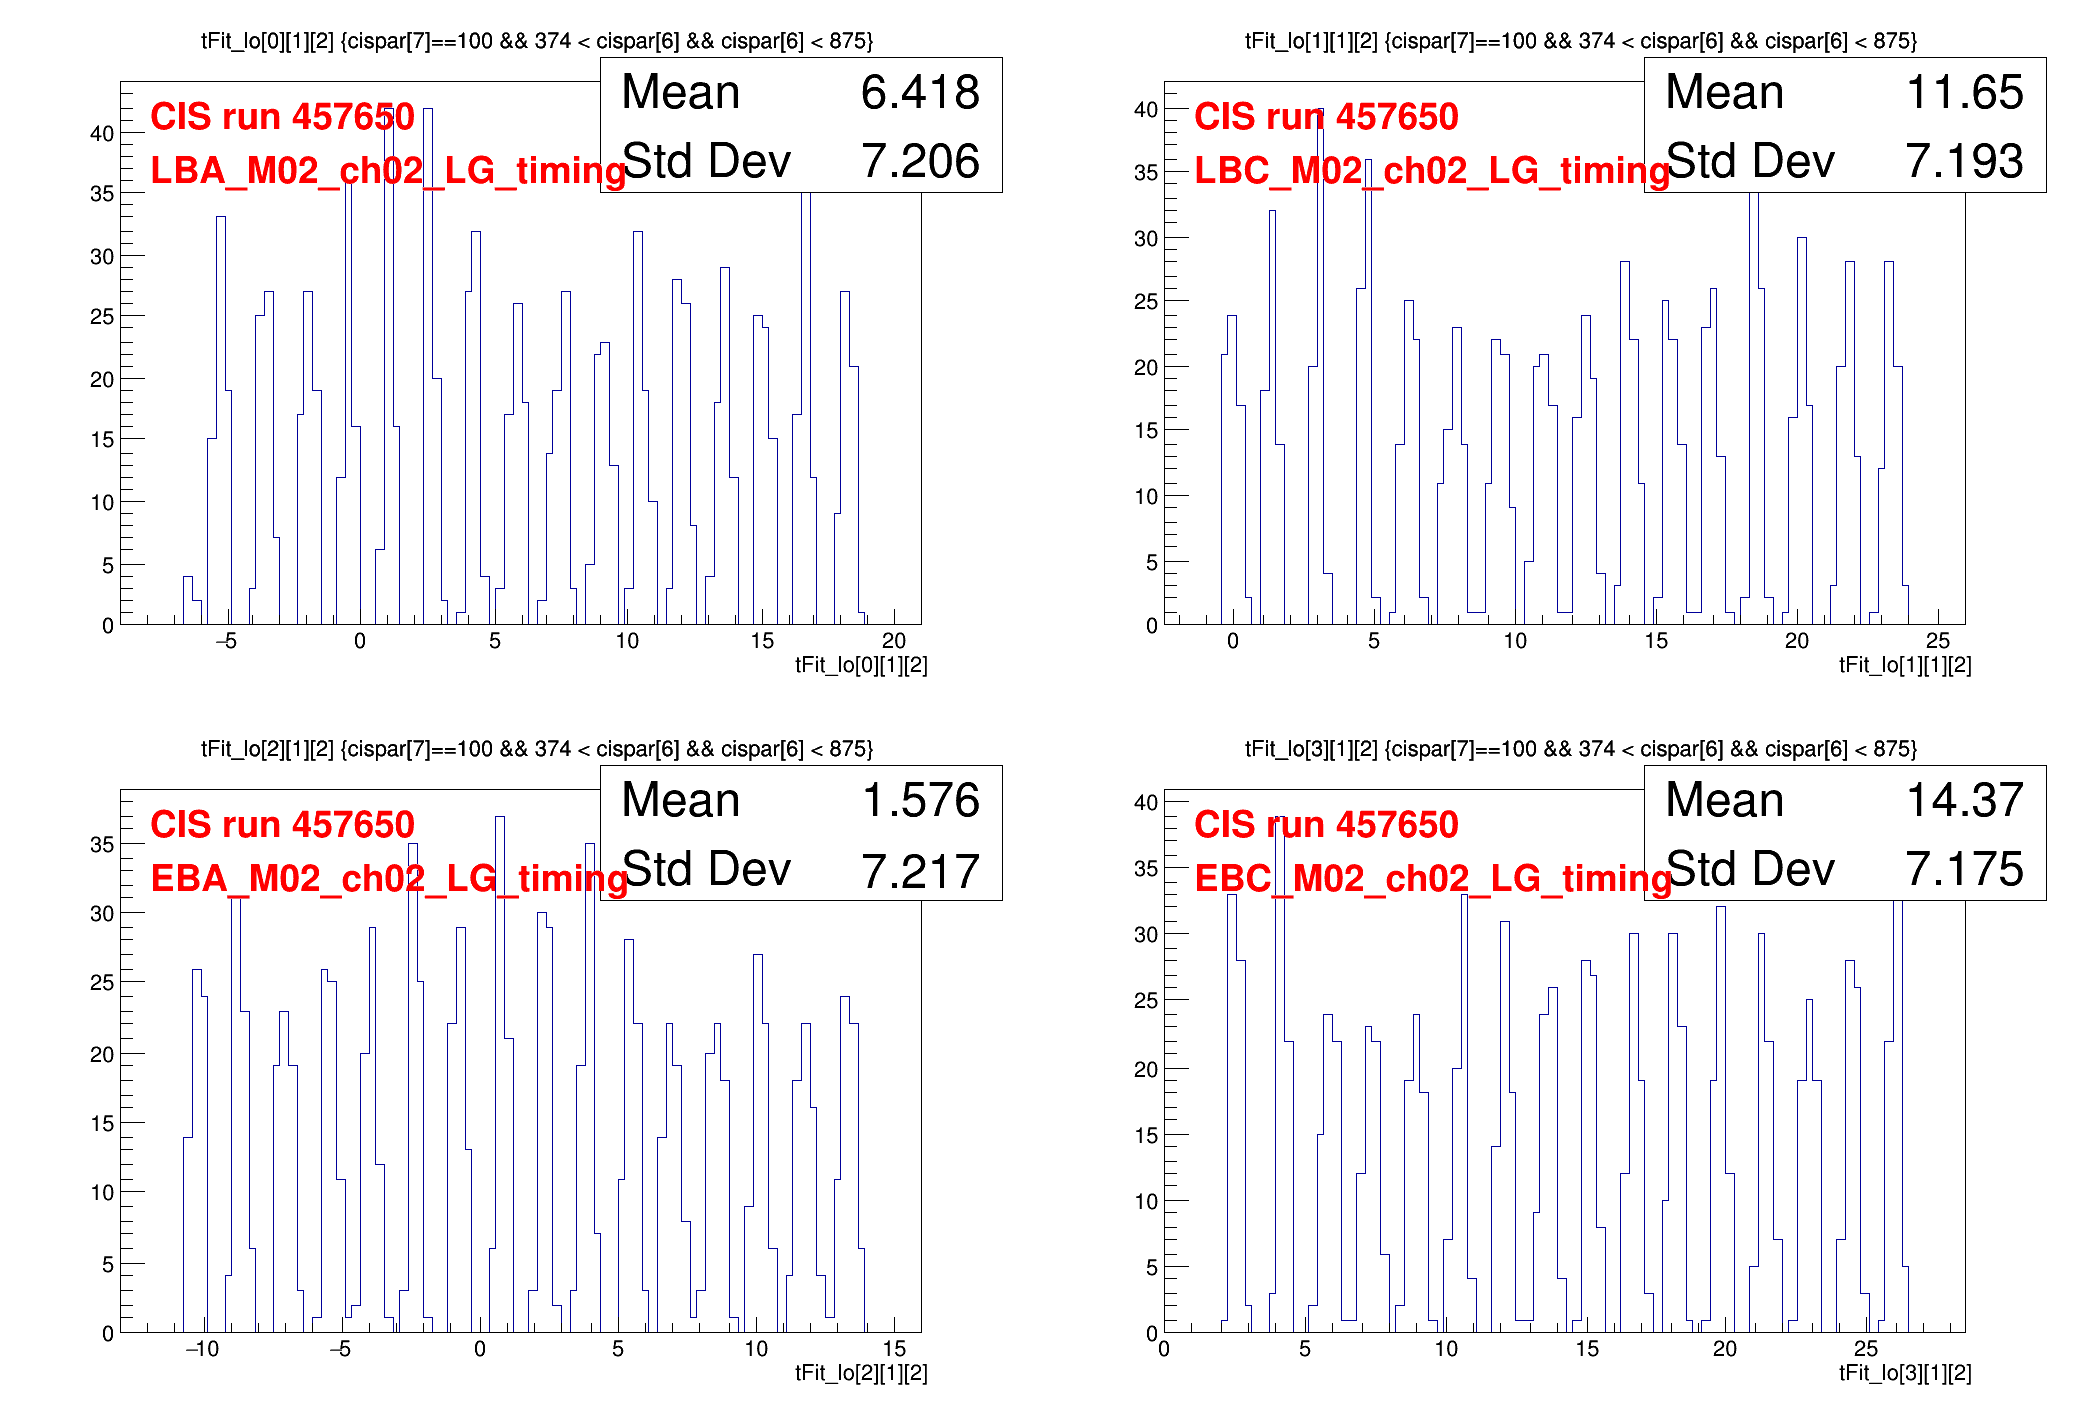 tFit_lo[0][1][2] {cispar[7]==100 && 374 < cispar[6] && cispar[6] < 875}
CIS run 457650
LBA_M02_ch02_LG_timing
Mean 6.418
Std Dev 7.206
40
35
30
25
20
15
10
5
0
−5 0 5 10 15 20
tFit_lo[0][1][2]
tFit_lo[1][1][2] {cispar[7]==100 && 374 < cispar[6] && cispar[6] < 875}
CIS run 457650
LBC_M02_ch02_LG_timing
Mean 11.65
Std Dev 7.193
40
35
30
25
20
15
10
5
0
0 5 10 15 20 25
tFit_lo[1][1][2]
tFit_lo[2][1][2] {cispar[7]==100 && 374 < cispar[6] && cispar[6] < 875}
CIS run 457650
EBA_M02_ch02_LG_timing
Mean 1.576
Std Dev 7.217
35
30
25
20
15
10
5
0
−10 −5 0 5 10 15
tFit_lo[2][1][2]
tFit_lo[3][1][2] {cispar[7]==100 && 374 < cispar[6] && cispar[6] < 875}
CIS run 457650
EBC_M02_ch02_LG_timing
Mean 14.37
Std Dev 7.175
40
35
30
25
20
15
10
5
0
0 5 10 15 20 25
tFit_lo[3][1][2]